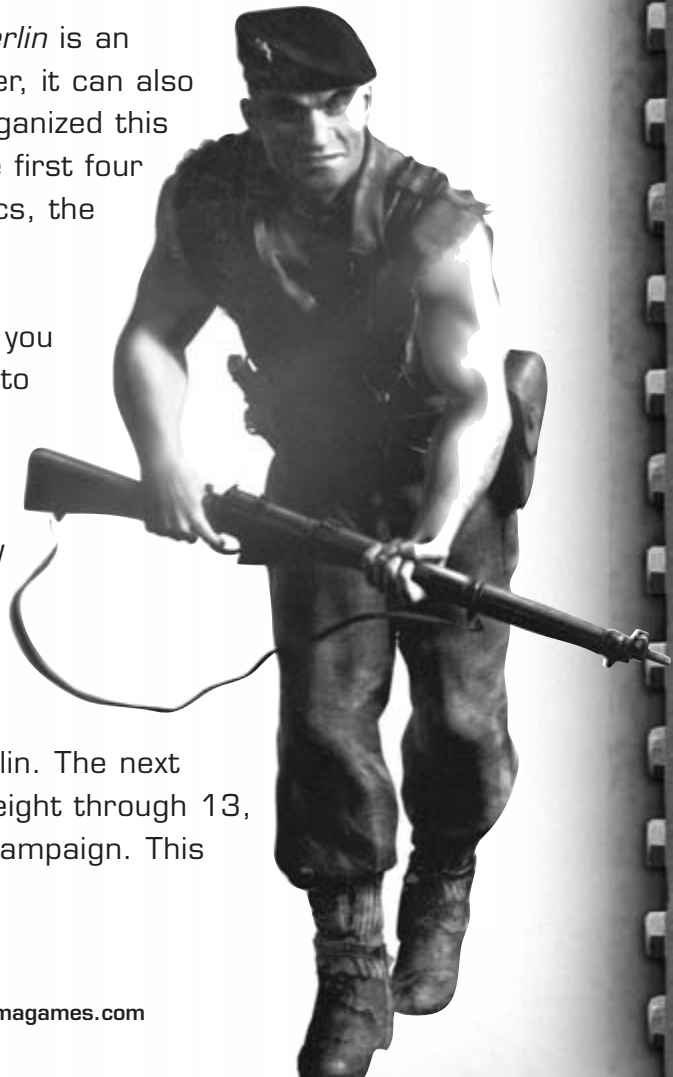 erlin is an
er, it can also
ganized this
first four
cs, the
you
to
lin. The next
eight through 13,
ampaign. This
magames.com